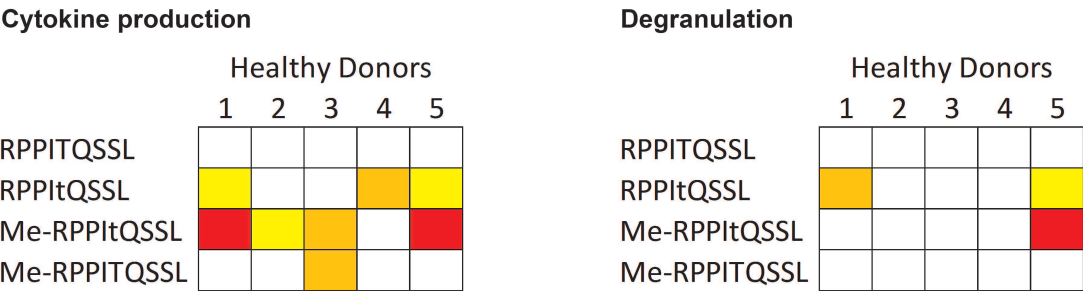 Cytokine production
Healthy Donors
1 2 3 4 5
RPPITQSSL
RPPItQSSL
Me-RPPItQSSL
Me-RPPITQSSL
Degranulation
Healthy Donors
1 2 3 4 5
RPPITQSSL
RPPItQSSL
Me-RPPItQSSL
Me-RPPITQSSL